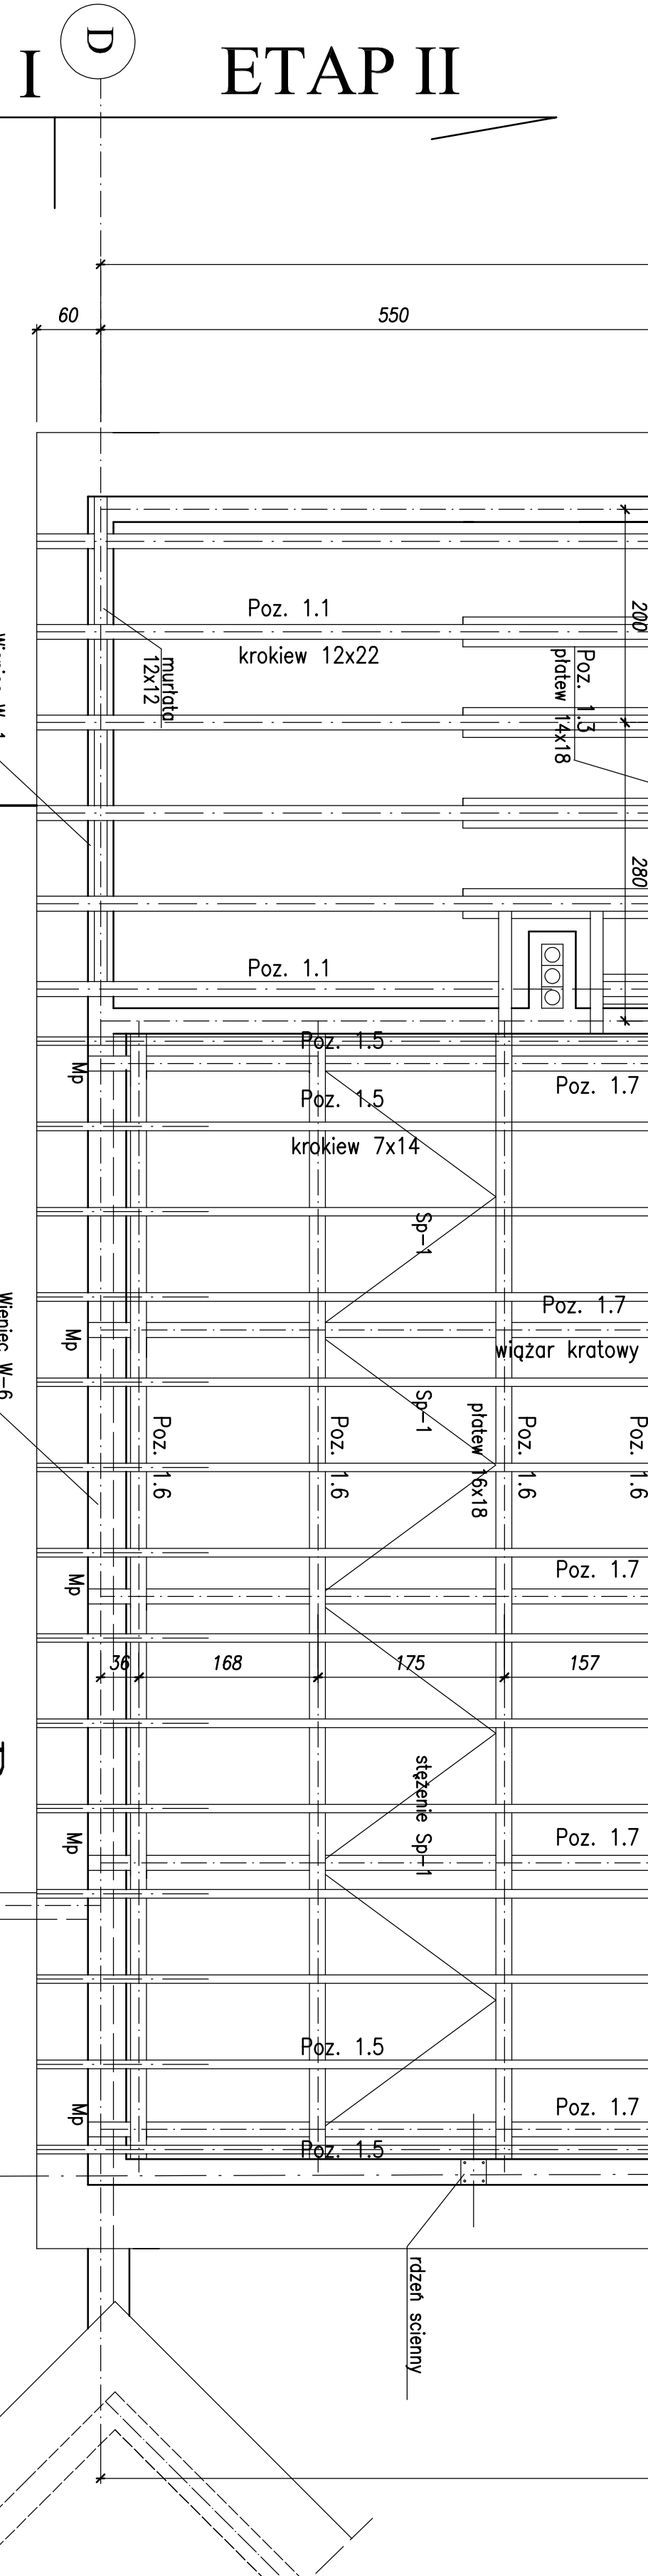 D
I
ETAP II
60
550
200
Poz. 1.1
krokiew 12x22
murłata
12x12
Poz. 1.3
płatew 14x18
280
Poz. 1.1
Poz. 1.5
Mp
Poz. 1.7
Poz. 1.5
krokiew 7x14
Sp-1
Wieniec W-6
Poz. 1.7
Mp
wiązar kratowy
Sp-1
płatew 16x18
Poz. 1.6
Poz. 1.6
Poz. 1.6
Poz. 1.6
Poz. 1.7
Mp
36
168
175
157
stężenie Sp-1
Mp
Poz. 1.7
Poz. 1.5
Mp
Poz. 1.7
Poz. 1.5
rdzeń scienny